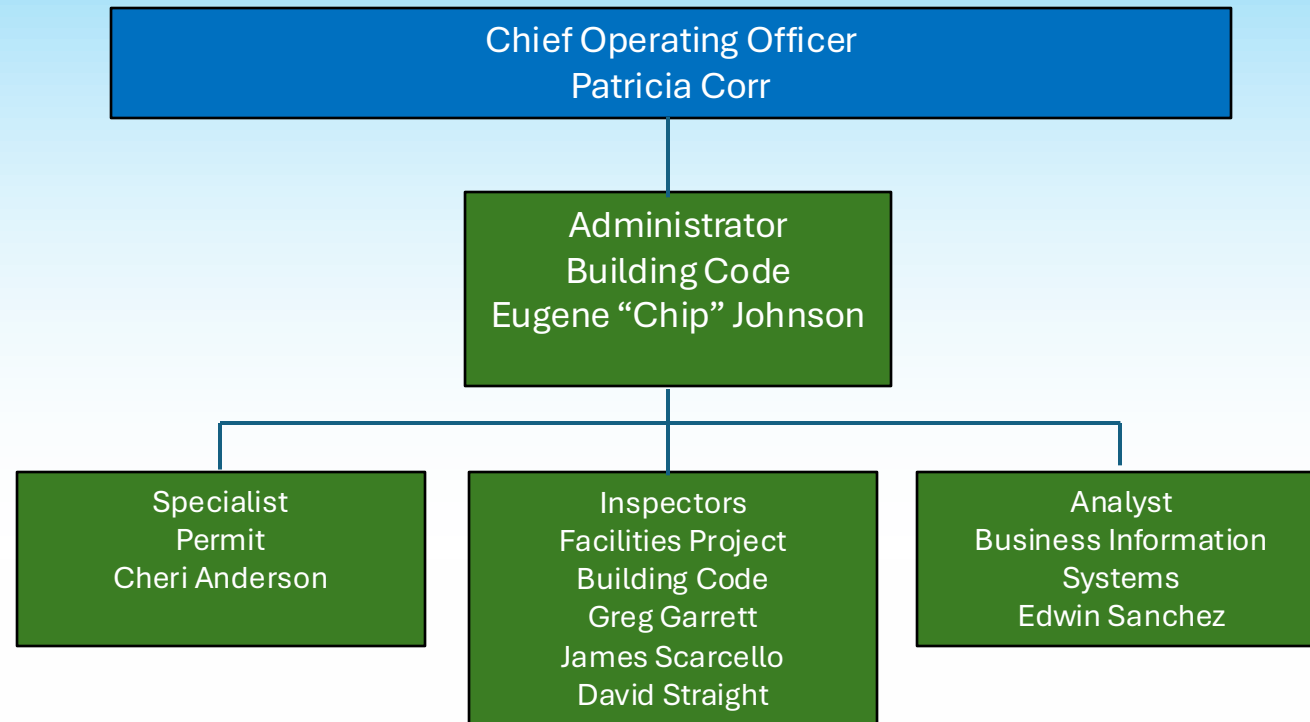 Chief Operating Officer
Patricia Corr
Administrator
Building Code
Eugene “Chip” Johnson
Specialist
Permit
Cheri Anderson
Inspectors
Facilities Project
Building Code
Greg Garrett
James Scarcello
David Straight
Analyst
Business Information
Systems
Edwin Sanchez